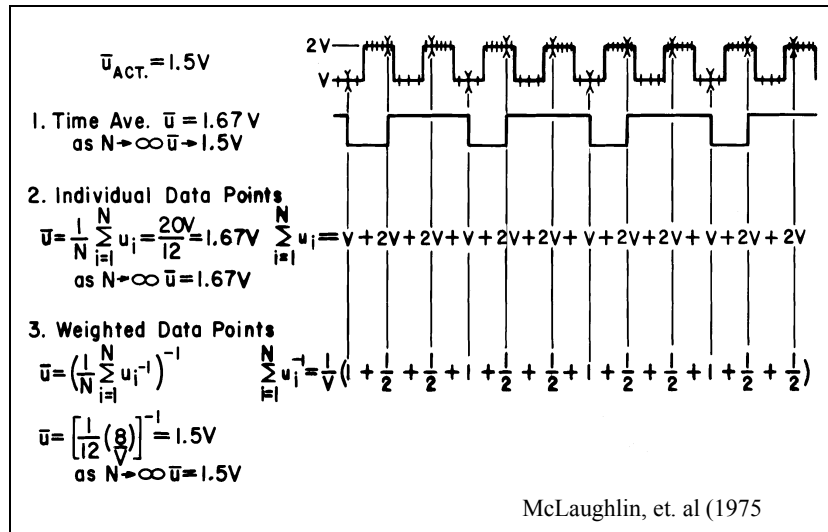 2V
ū_ACT. = 1.5V
V
1. Time Ave. ū = 1.67 V
as N→∞ ū→1.5V
2. Individual Data Points
ū = 1/N Σ_{i=1}^{N} u_i = 20V/12 = 1.67V Σ_{i=1}^{N} u_i = V + 2V + 2V + V + 2V + 2V + V + 2V + 2V + V + 2V + 2V
as N→∞ ū = 1.67V
3. Weighted Data Points
ū = (1/N Σ_{i=1}^{N} u_i^{-1})^{-1} Σ_{i=1}^{N} u_i^{-1} = 1/V (1 + 1/2 + 1/2 + 1 + 1/2 + 1/2 + 1 + 1/2 + 1/2 + 1 + 1/2 + 1/2)
ū = [1/12 (8/V)]^{-1} = 1.5V
as N→∞ ū = 1.5V
McLaughlin, et. al (1975